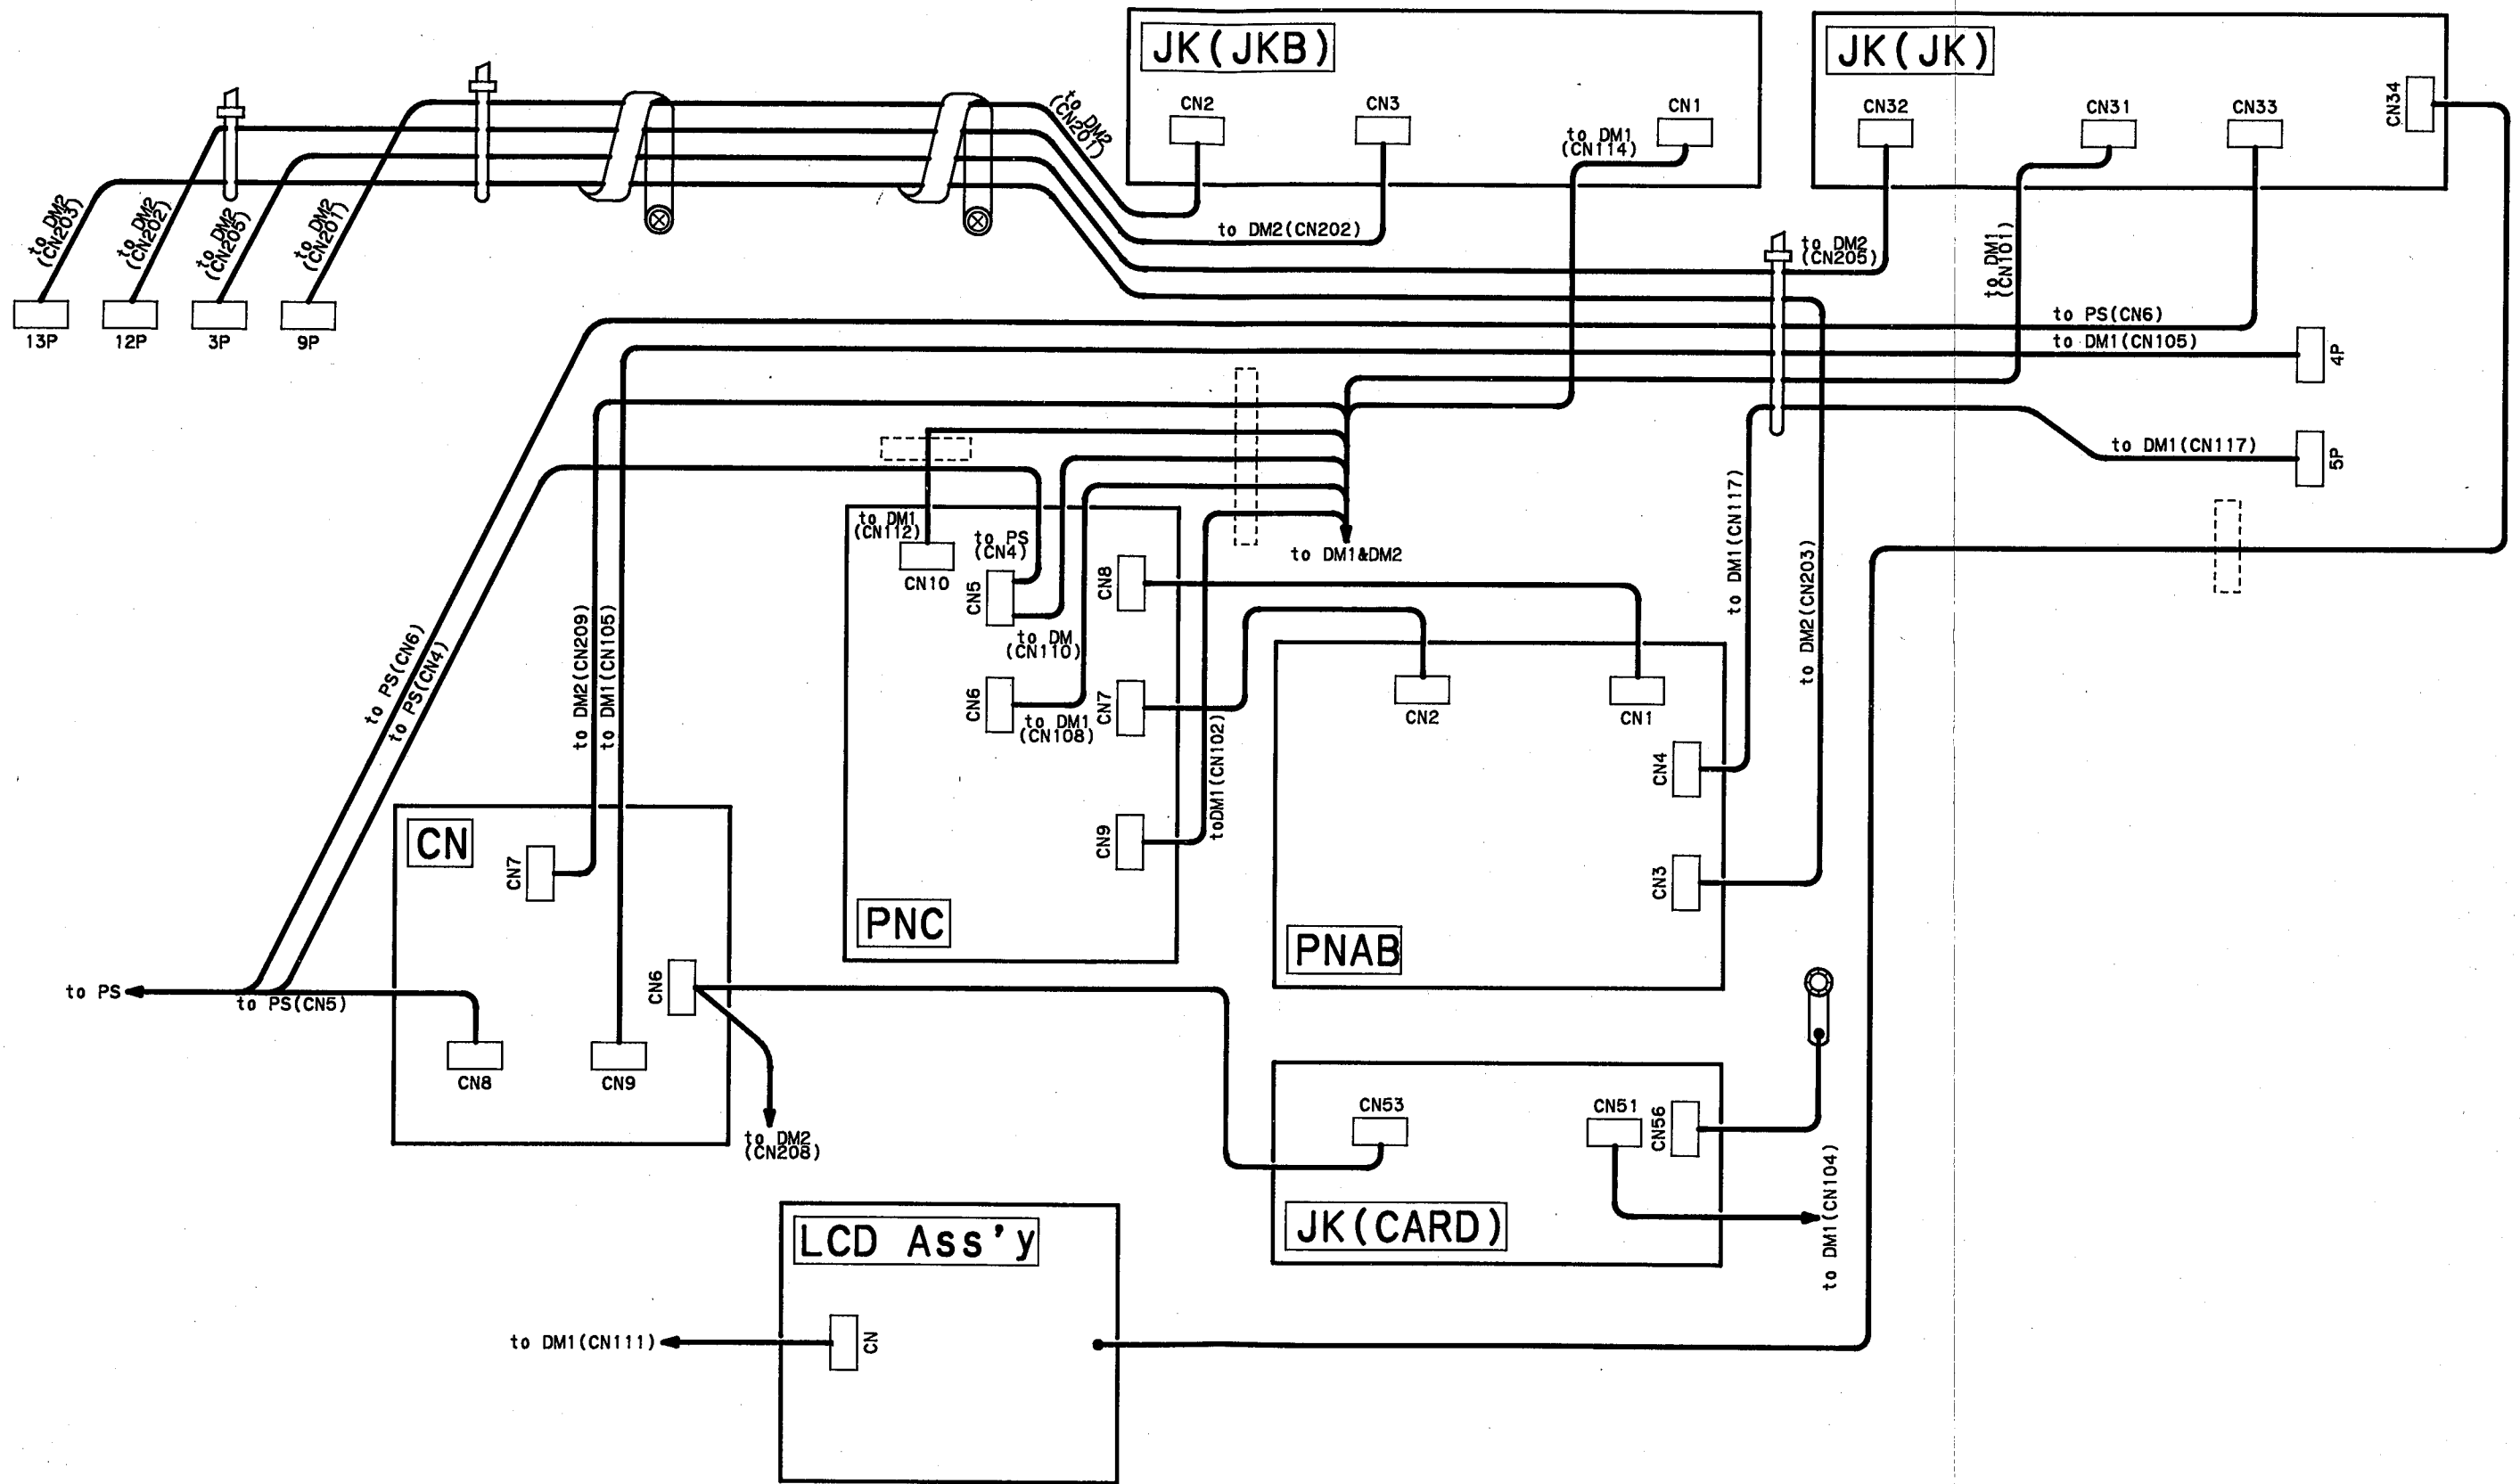 JK(JKB)
CN2
CN3
CN1
to DM2
(CN201)
to DM1
(CN114)
to DM2(CN202)
JK(JK)
CN32
CN31
CN33
CN34
to DM2
(CN205)
to DM1
(CN101)
to PS(CN6)
to DM1(CN105)
4P
to DM1(CN117)
5P
to DM2
(CN203)
to DM2
(CN202)
to DM2
(CN205)
to DM2
(CN201)
13P
12P
3P
9P
to DM1
(CN112)
to PS
(CN4)
CN10
CN5
CN8
to DM1&DM2
to DM
(CN110)
CN6
to DM1
(CN108)
CN7
CN9
toDM1(CN102)
PNC
to DM1(CN117)
to DM2(CN203)
CN2
CN1
CN4
CN3
PNAB
to PS(CN6)
to PS(CN4)
to DM2(CN209)
to DM1(CN105)
CN
CN7
CN6
to PS
to PS(CN5)
CN8
CN9
to DM2
(CN208)
CN53
CN51
CN56
JK(CARD)
to DM1(CN104)
LCD Ass'y
to DM1(CN111)
CN